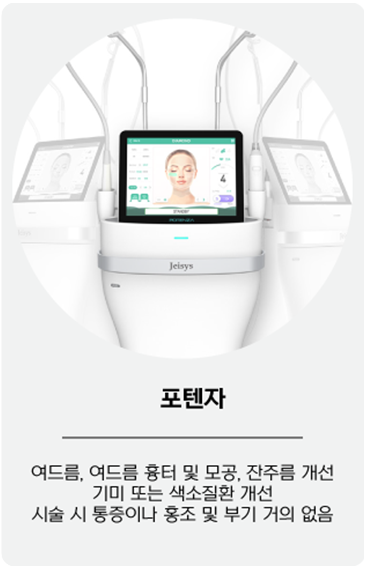 4
STANDBY
Jeisys
포텐자
여드름, 여드름 흉터 및 모공, 잔주름 개선
기미 또는 색소질환 개선
시술 시 통증이나 홍조 및 부기 거의 없음